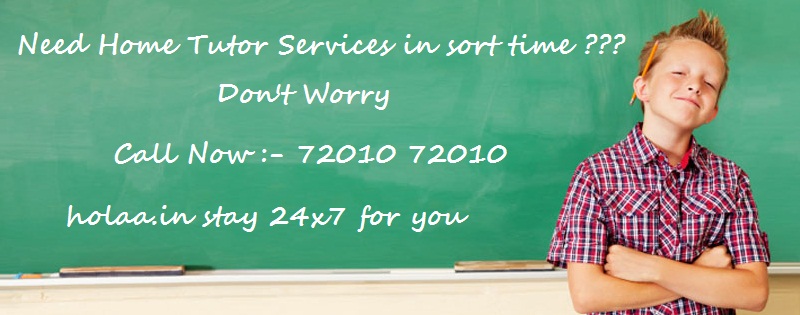 Need Home Tutor Services in sort time ???
Don't Worry
Call Now :- 72010 72010
holaa.in stay 24x7 for you